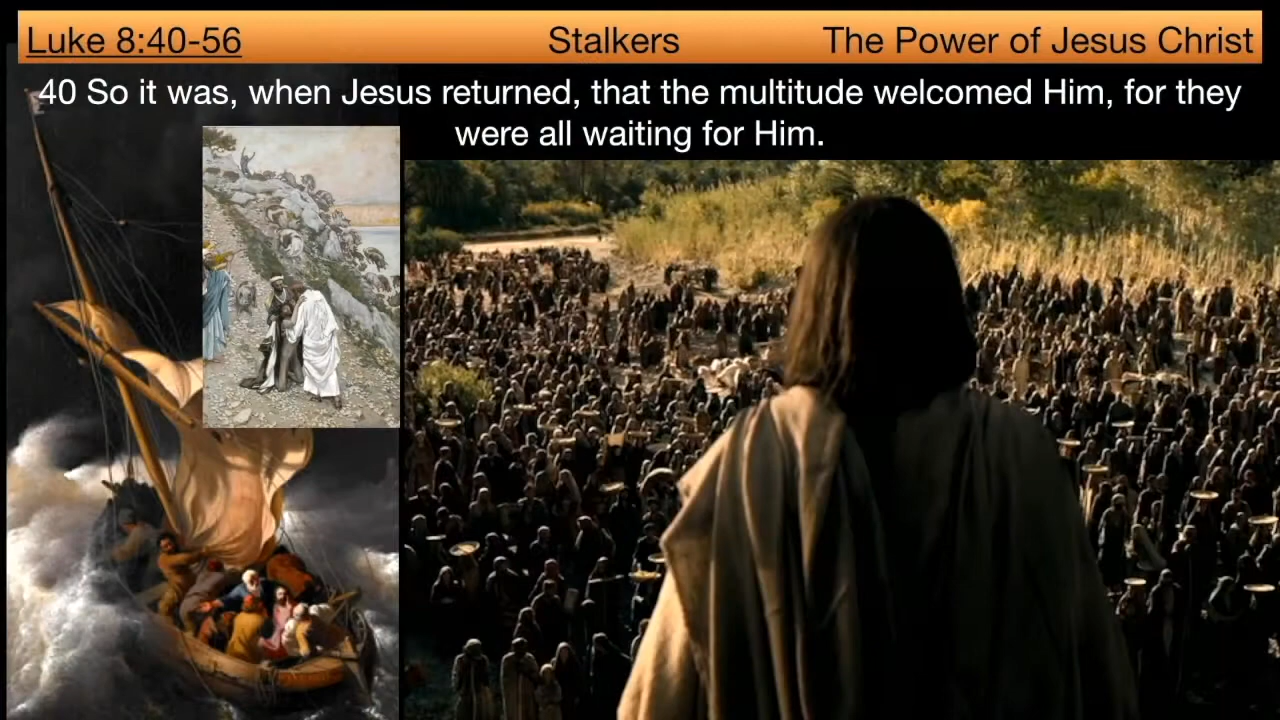 Luke 8:40-56 Stalkers The Power of Jesus Christ
40 So it was, when Jesus returned, that the multitude welcomed Him, for they
were all waiting for Him.